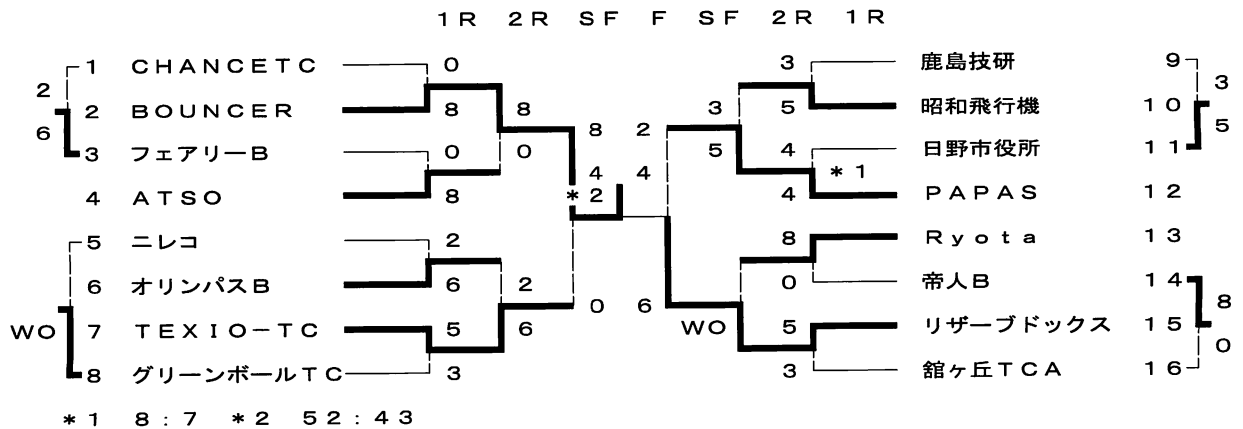 １Ｒ ２Ｒ ＳＦ Ｆ ＳＦ ２Ｒ １Ｒ
１ ＣＨＡＮＣＥＴＣ ０ ３ 鹿島技研 ９
２ ３
２ ＢＯＵＮＣＥＲ ８ ８ ３ ５ 昭和飛行機 １０
６ ８ ２ ５
３ フェアリーＢ ０ ０ ５ ４ 日野市役所 １１
４ ４ ＊１
４ ＡＴＳＯ ８ ＊２ ４ ＰＡＰＡＳ １２
５ ニレコ ２ ８ Ｒｙｏｔａ １３
６ オリンパスＢ ６ ２ ０ 帝人Ｂ １４
０ ６ ８
ＷＯ ７ ＴＥＸＩＯ－ＴＣ ５ ６ ＷＯ ５ リザーブドックス １５
０
８ グリーンボールＴＣ ３ ３ 舘ヶ丘ＴＣＡ １６
＊１ ８：７ ＊２ ５２：４３